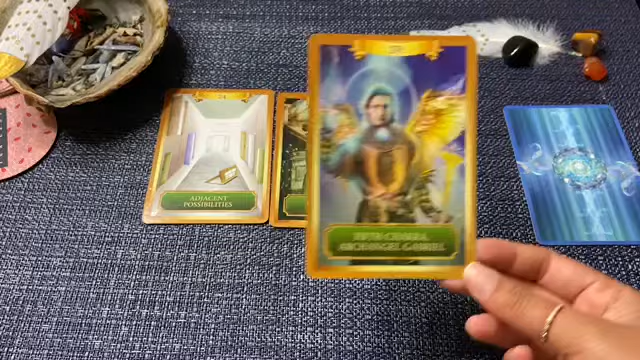 ADJACENT
POSSIBILITIES
FIFTH CHAKRA
ARCHANGEL GABRIEL